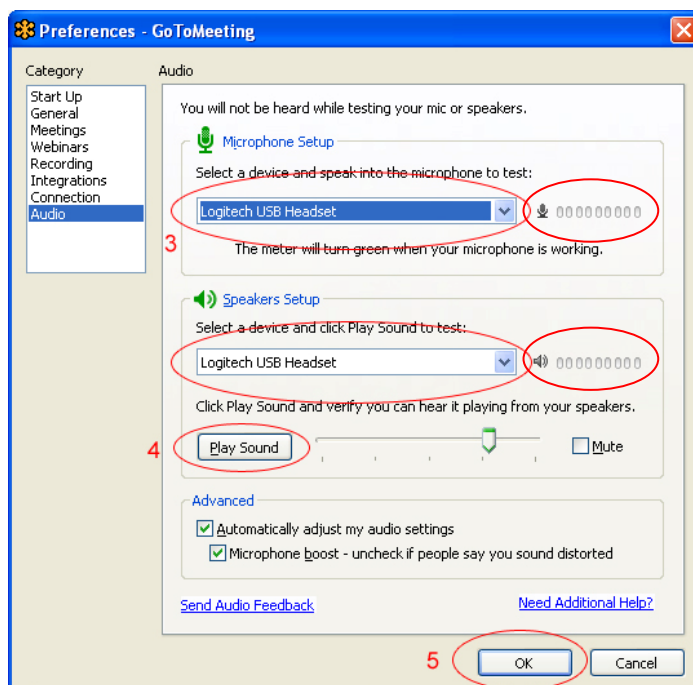 Preferences - GoToMeeting
Category
Start Up
General
Meetings
Webinars
Recording
Integrations
Connection
Audio
Audio
You will not be heard while testing your mic or speakers.
Microphone Setup
Select a device and speak into the microphone to test:
Logitech USB Headset
3
The meter will turn green when your microphone is working.
Speakers Setup
Select a device and click Play Sound to test:
Logitech USB Headset
Click Play Sound and verify you can hear it playing from your speakers.
4 Play Sound Mute
Advanced
Automatically adjust my audio settings
Microphone boost - uncheck if people say you sound distorted
Send Audio Feedback Need Additional Help?
5 OK Cancel